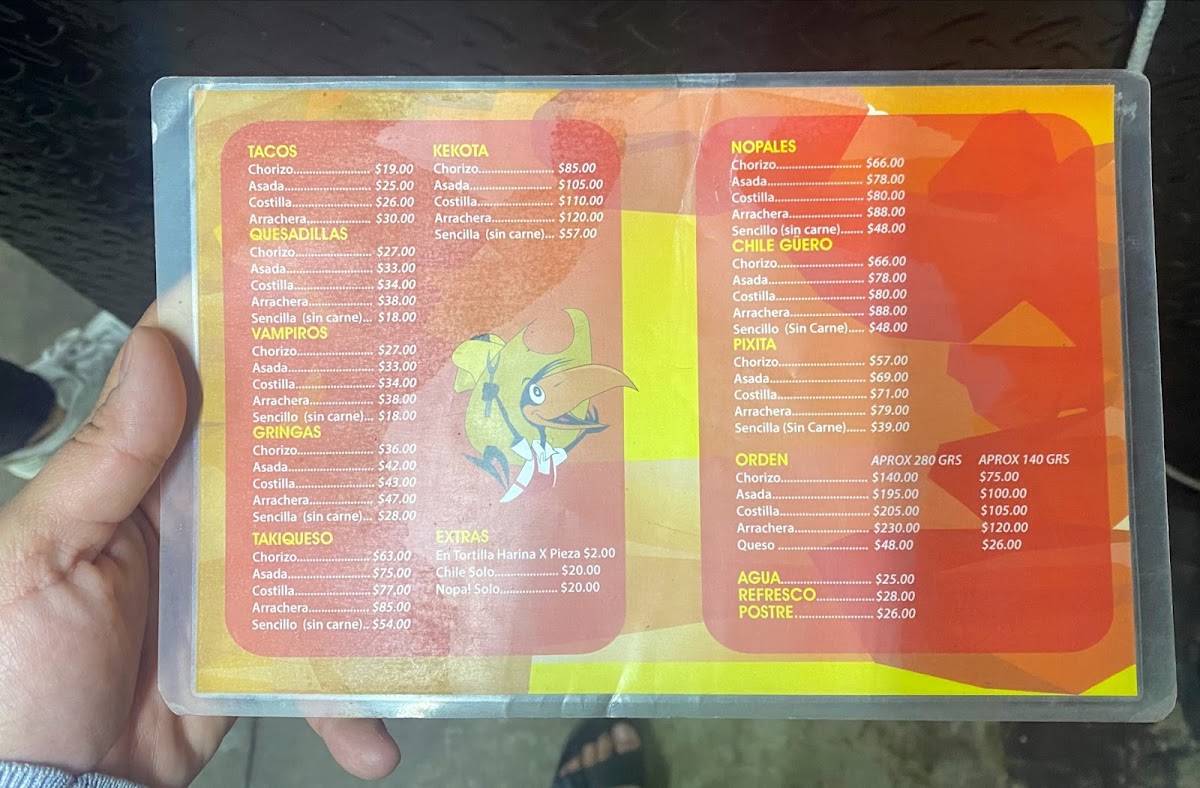 TACOS
Chorizo........................ $19.00
Asada.......................... $25.00
Costilla........................ $26.00
Arrachera.................... $30.00
QUESADILLAS
Chorizo........................ $27.00
Asada.......................... $33.00
Costilla........................ $34.00
Arrachera.................... $38.00
Sencilla (sin carne)... $18.00
VAMPIROS
Chorizo........................ $27.00
Asada.......................... $33.00
Costilla........................ $34.00
Arrachera.................... $38.00
Sencillo (sin carne)... $18.00
GRINGAS
Chorizo........................ $36.00
Asada.......................... $42.00
Costilla........................ $43.00
Arrachera.................... $47.00
Sencilla (sin carne)... $28.00
TAKIQUESO
Chorizo........................ $63.00
Asada.......................... $75.00
Costilla........................ $77.00
Arrachera.................... $85.00
Sencillo (sin carne).. $54.00
KEKOTA
Chorizo........................ $85.00
Asada.......................... $105.00
Costilla........................ $110.00
Arrachera.................... $120.00
Sencilla (sin carne)... $57.00
EXTRAS
En Tortilla Harina X Pieza $2.00
Chile Solo.................... $20.00
Nopal Solo.................. $20.00
NOPALES
Chorizo........................ $66.00
Asada.......................... $78.00
Costilla........................ $80.00
Arrachera.................... $88.00
Sencillo (sin carne)....... $48.00
CHILE GÜERO
Chorizo........................ $66.00
Asada.......................... $78.00
Costilla........................ $80.00
Arrachera.................... $88.00
Sencillo (Sin Carne)..... $48.00
PIXITA
Chorizo........................ $57.00
Asada.......................... $69.00
Costilla........................ $71.00
Arrachera.................... $79.00
Sencilla (Sin Carne)...... $39.00
ORDEN APROX 280 GRS APROX 140 GRS
Chorizo........................ $140.00 $75.00
Asada.......................... $195.00 $100.00
Costilla........................ $205.00 $105.00
Arrachera.................... $230.00 $120.00
Queso ........................ $48.00 $26.00
AGUA.......................... $25.00
REFRESCO................. $28.00
POSTRE....................... $26.00